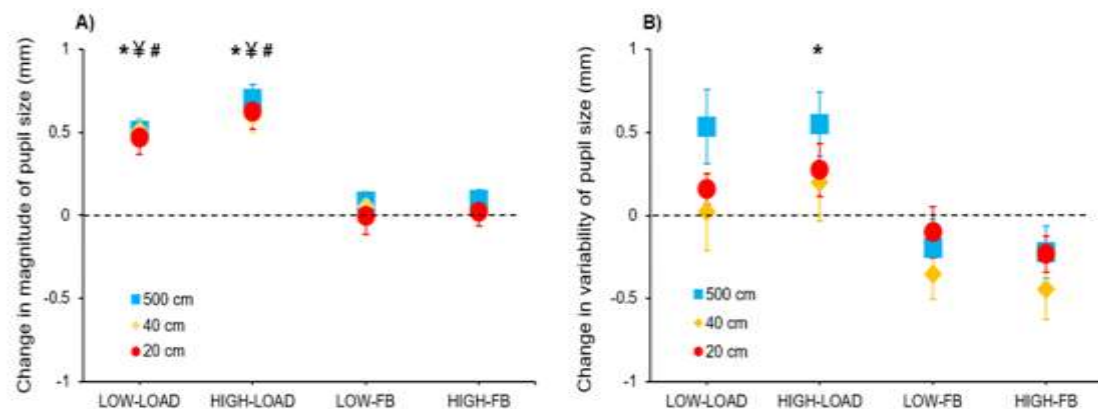 A)
Change in magnitude of pupil size (mm)
1
0.5
0
-0.5
-1
* ¥ #
* ¥ #
500 cm
40 cm
20 cm
LOW-LOAD
HIGH-LOAD
LOW-FB
HIGH-FB
B)
Change in variability of pupil size (mm)
1
0.5
0
-0.5
-1
*
500 cm
40 cm
20 cm
LOW-LOAD
HIGH-LOAD
LOW-FB
HIGH-FB